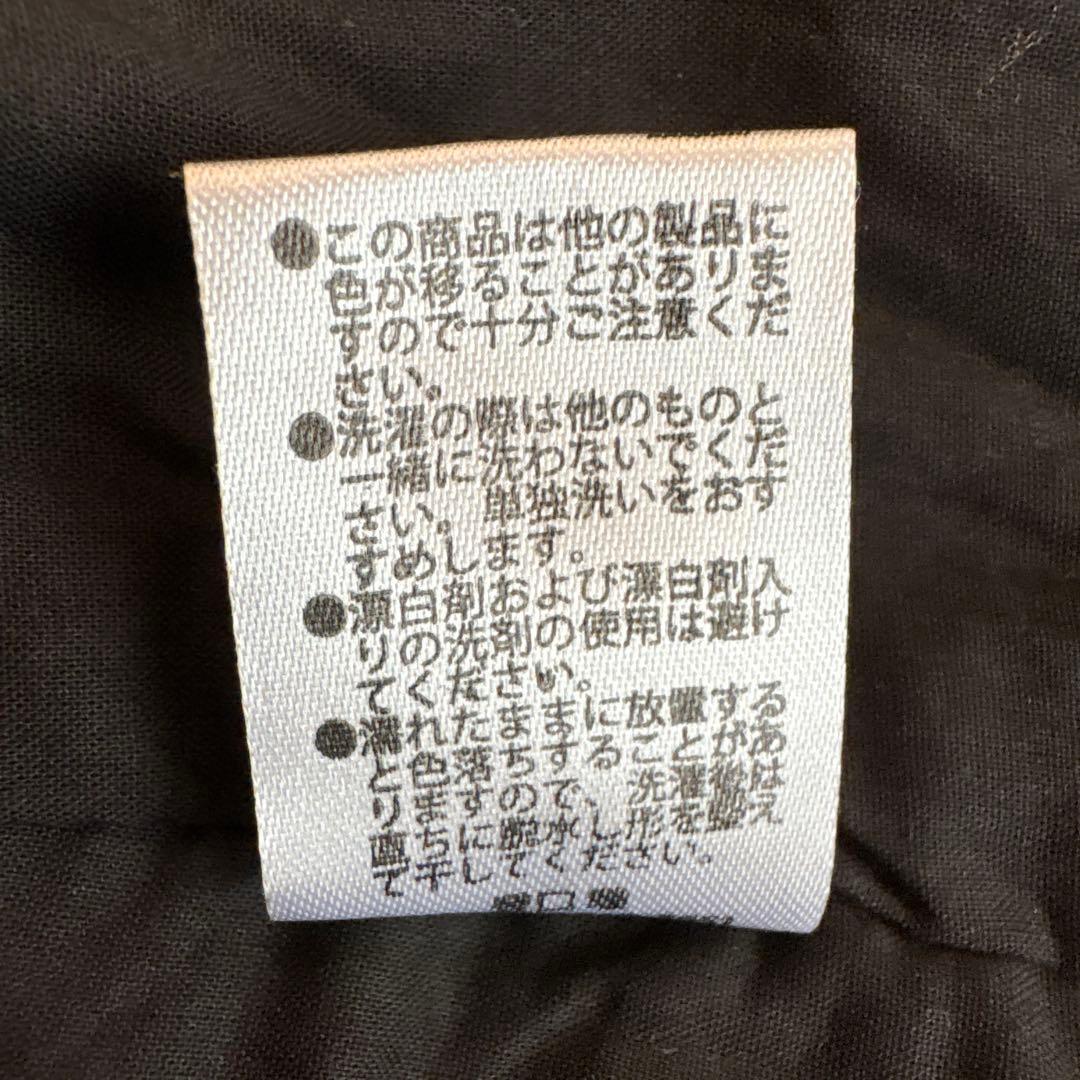 ●この商品は他の製品に
色が移ることがありま
すので十分ご注意くだ
さい。
●洗濯の際は他のものと
一緒に洗わないでくだ
さい。単独洗いをおす
すめします。
●漂白剤および漂白剤入
りの洗剤の使用は避け
てください。
●濡れたままに放置する
と色落ちすることがあ
りますので洗濯後は
直ちに脱水し形を整え
て干してください。